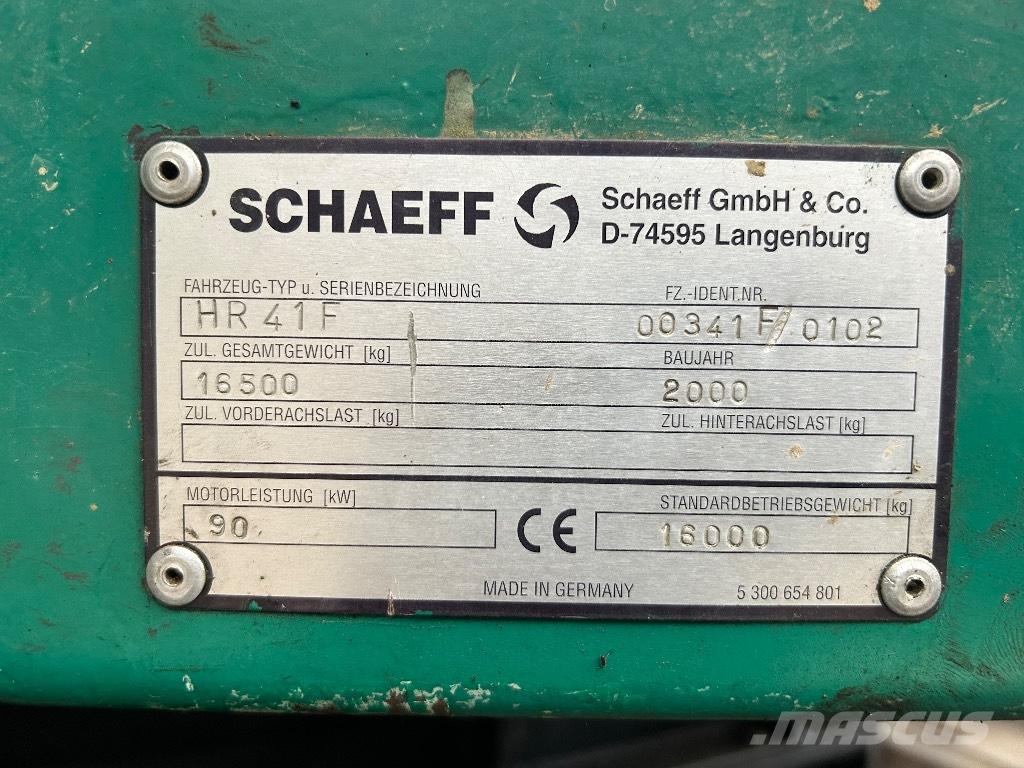 SCHAEFF
Schaeff GmbH & Co.
D-74595 Langenburg
FAHRZEUG-TYP u. SERIENBEZEICHNUNG FZ.-IDENT.NR.
HR 41 F 00341F/0102
ZUL. GESAMTGEWICHT [kg] BAUJAHR
16500 2000
ZUL. VORDERACHSLAST [kg] ZUL. HINTERACHSLAST [kg]
MOTORLEISTUNG [kW] STANDARDBETRIEBSGEWICHT [kg]
90 CE 16000
MADE IN GERMANY 5 300 654 801
MASCUS